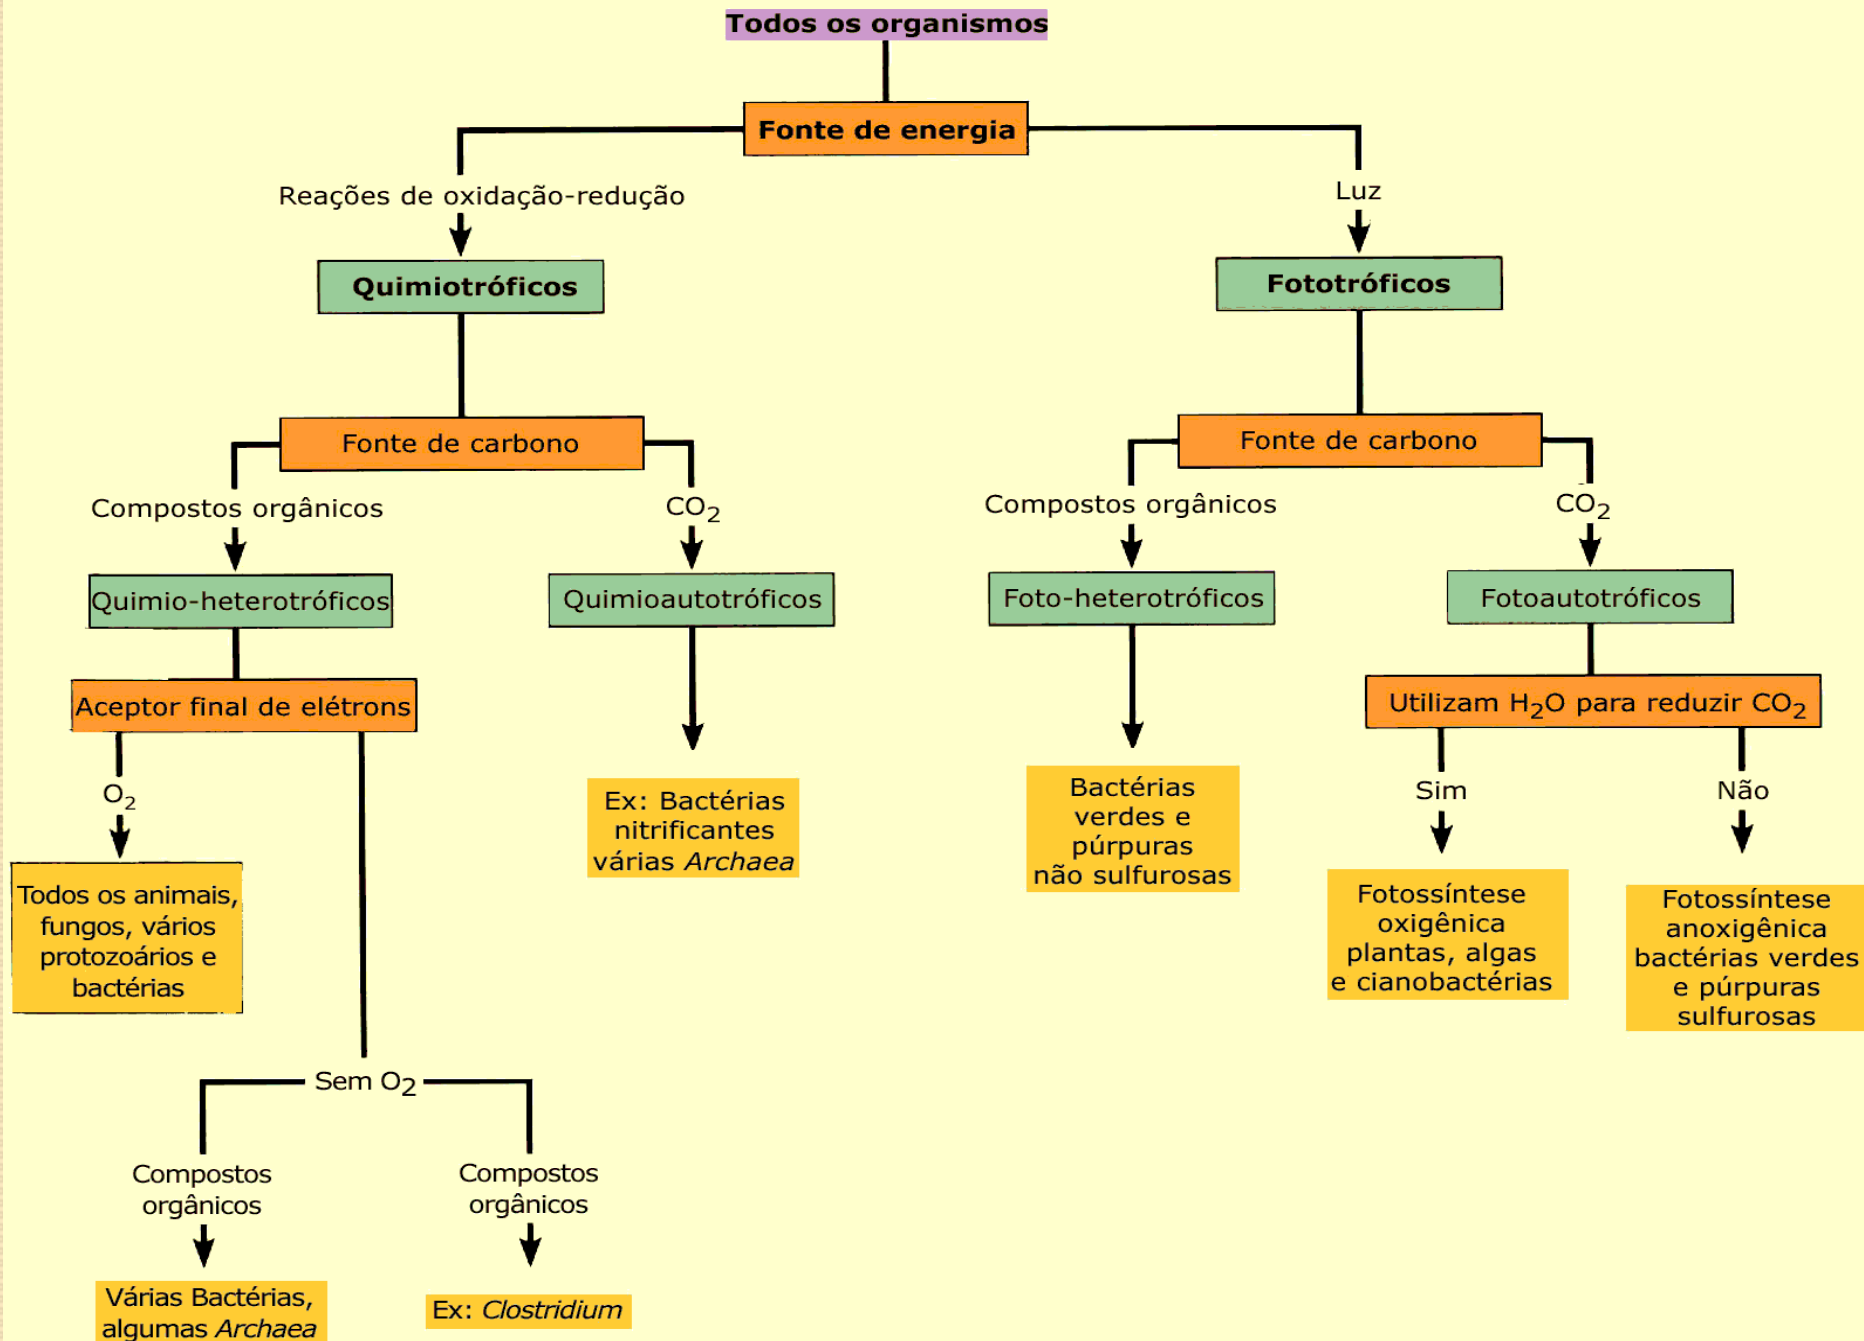 Todos os organismos
Fonte de energia
Reações de oxidação-redução
Luz
Quimiotróficos
Fototróficos
Fonte de carbono
Fonte de carbono
Compostos orgânicos
CO2
Compostos orgânicos
CO2
Quimio-heterotróficos
Quimioautotróficos
Foto-heterotróficos
Fotoautotróficos
Aceptor final de elétrons
Utilizam H2O para reduzir CO2
O2
Sim
Não
Ex: Bactérias
nitrificantes
várias Archaea
Bactérias
verdes e
púrpuras
não sulfurosas
Todos os animais,
fungos, vários
protozoários e
bactérias
Fotossíntese
oxigênica
plantas, algas
e cianobactérias
Fotossíntese
anoxigênica
bactérias verdes
e púrpuras
sulfurosas
Sem O2
Compostos
orgânicos
Compostos
orgânicos
Várias Bactérias,
algumas Archaea
Ex: Clostridium